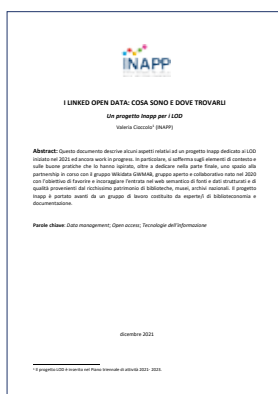 INAPP
I LINKED OPEN DATA: COSA SONO E DOVE TROVARLI
Un progetto Inapp per i LOD
Valeria Cioccolo* (INAPP)
Abstract: Questo documento descrive alcuni aspetti relativi ad un progetto Inapp dedicato ai LOD
iniziato nel 2021 ed ancora work in progress. In particolare, si sofferma sugli elementi di contesto e
sulle buone pratiche che lo hanno ispirato, oltre a dedicare nella parte finale, uno spazio alla
partnership in corso con il gruppo Wikidata GWMAB, gruppo aperto e collaborativo nato nel 2020
con l'obiettivo di favorire e incoraggiare l'entrata nel web semantico di fonti e dati strutturati e di
qualità provenienti dal ricchissimo patrimonio di biblioteche, musei, archivi nazionali. Il progetto
Inapp è portato avanti da un gruppo di lavoro costituito da esperte/i di biblioteconomia e
documentazione.
Parole chiave: Data management; Open access; Tecnologie dell'informazione
dicembre 2021
* Il progetto LOD è inserito nel Piano triennale di attività 2021- 2023.